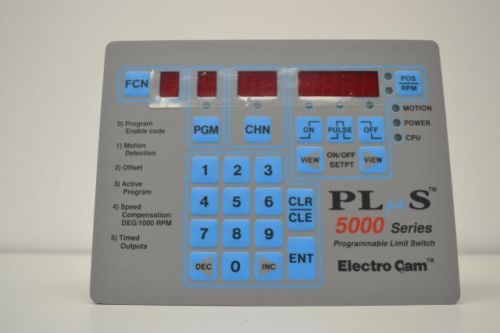 FCN
POS
RPM
PGM
CHN
ON
PULSE
OFF
MOTION
POWER
CPU
VIEW
ON/OFF
SETPT
VIEW
0) Program
Enable code
1) Motion
Detection
2) Offset
3) Active
Program
4) Speed
Compensation:
DEG/1000 RPM
5) Timed
Outputs
1 2 3
4 5 6
7 8 9
DEC 0 INC
CLR
CLE
ENT
PLuS™
5000 Series
Programmable Limit Switch
Electro Cam™